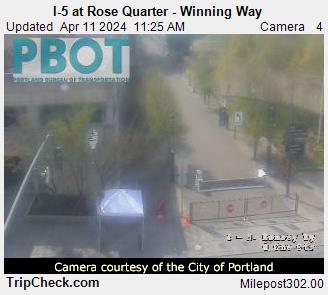 I-5 at Rose Quarter - Winning Way
Updated Apr 11 2024 11:25 AM Camera 4
PBOT
PORTLAND BUREAU OF TRANSPORTATION
Camera courtesy of the City of Portland
TripCheck.com Milepost302.00